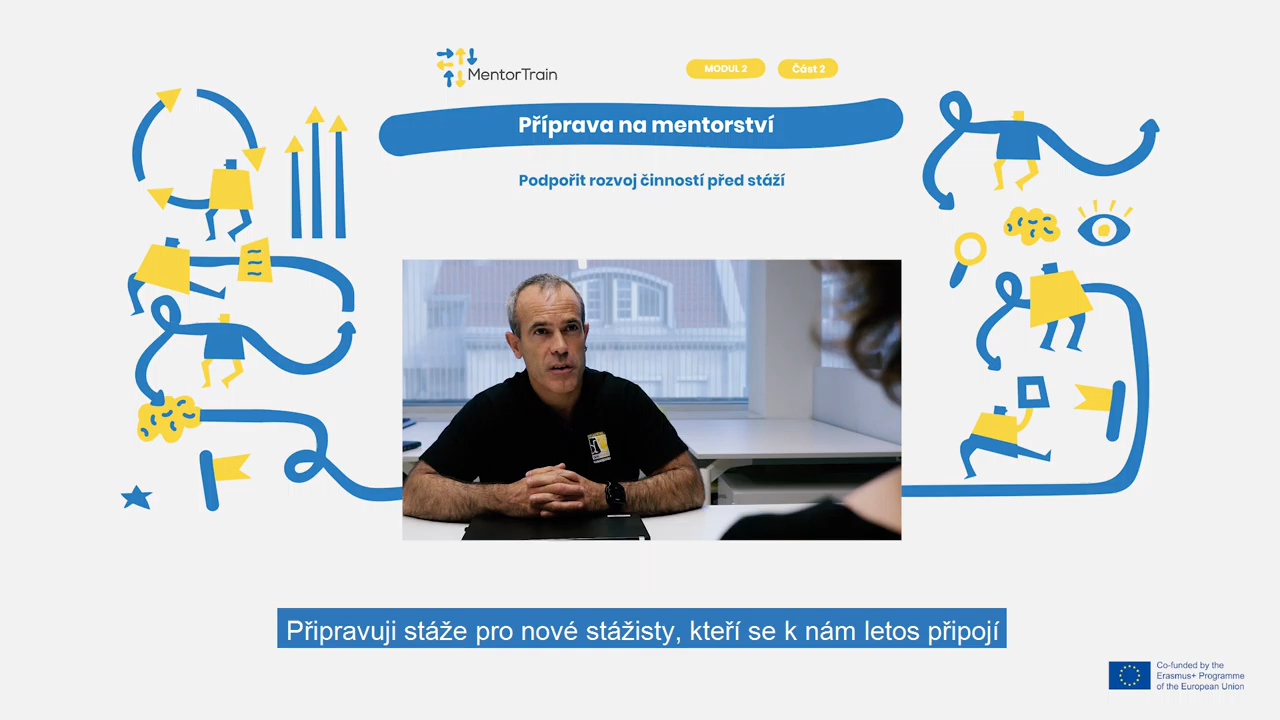 MentorTrain
MODUL 2
Část 2
Příprava na mentorství
Podpořit rozvoj činností před stáží
Připravuji stáže pro nové stážisty, kteří se k nám letos připojí
Co-funded by the
Erasmus+ Programme
of the European Union